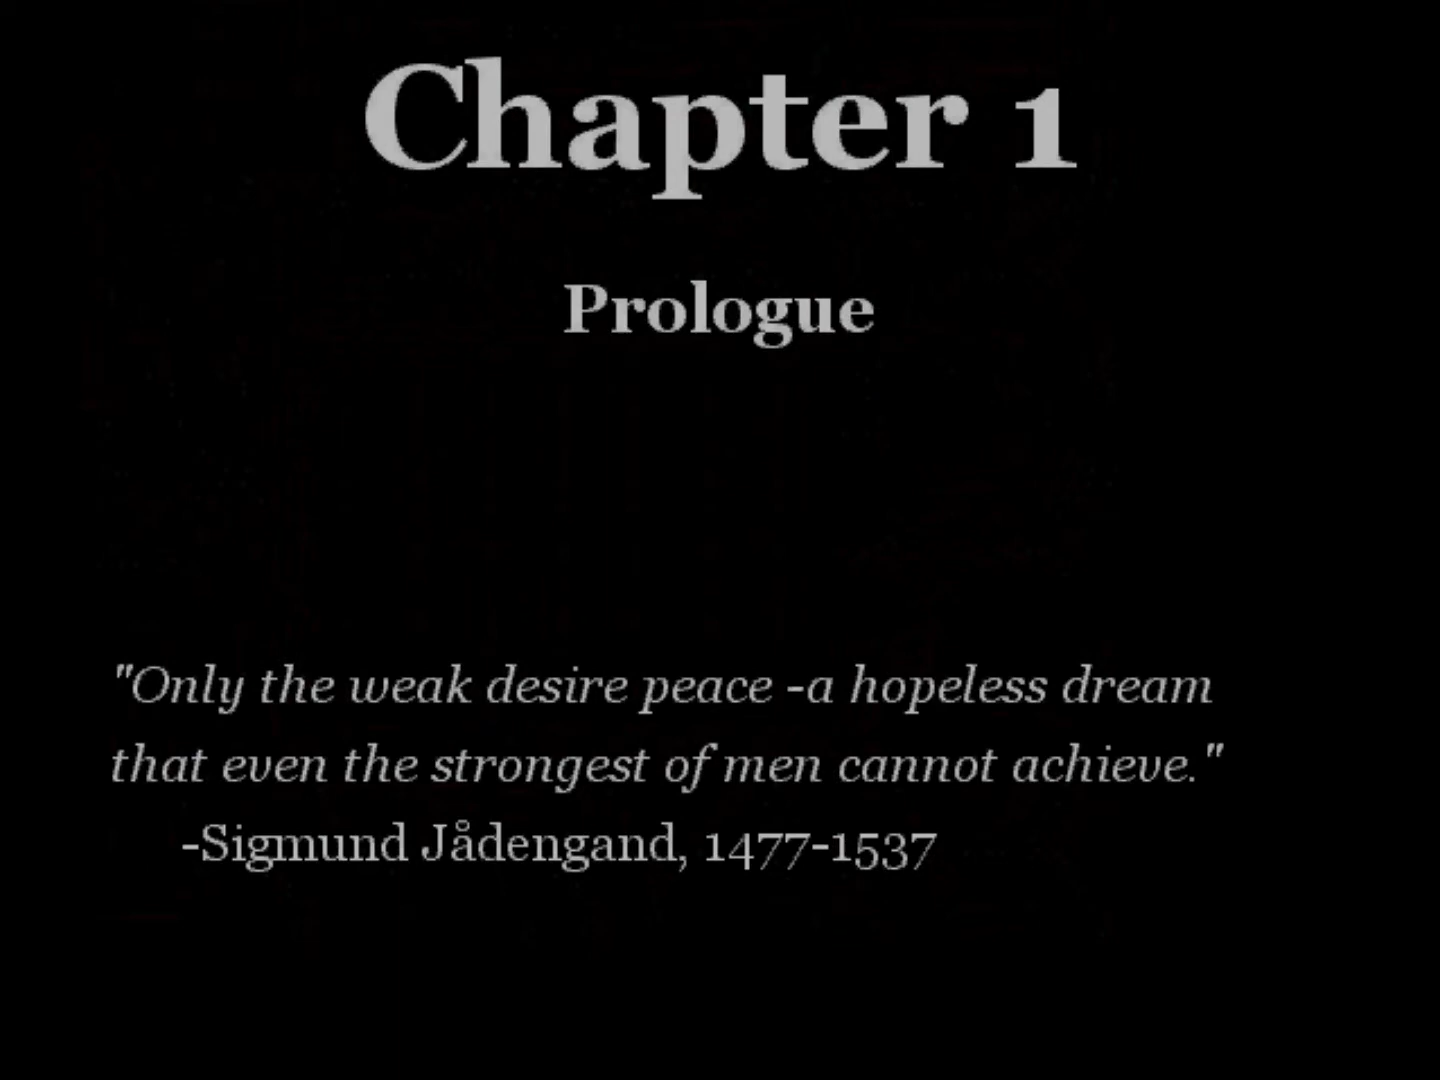 Chapter 1
Prologue
"Only the weak desire peace -a hopeless dream
that even the strongest of men cannot achieve."
-Sigmund Jådengand, 1477-1537